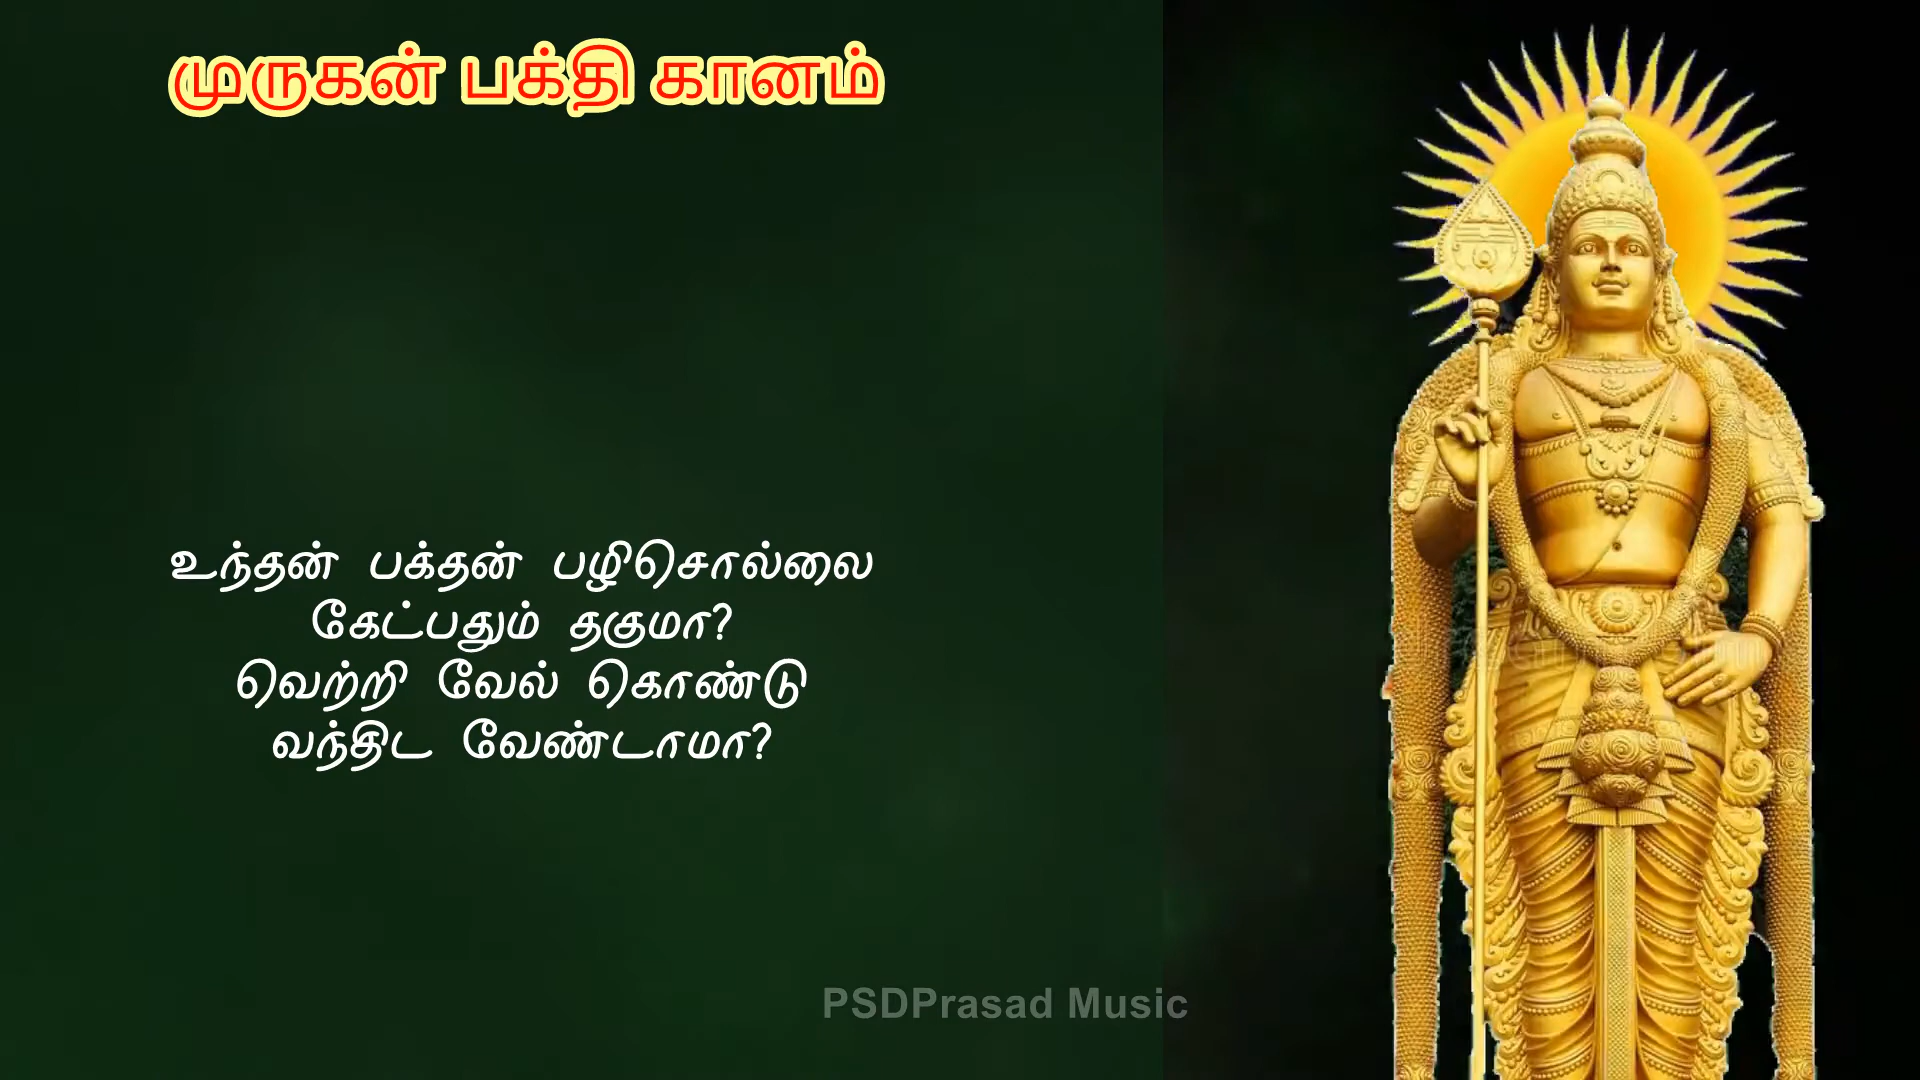 முருகன் பக்தி கானம்
உந்தன் பக்தன் பழிசொல்லை
கேட்பதும் தகுமா?
வெற்றி வேல் கொண்டு
வந்திட வேண்டாமா?
PSDPrasad Music